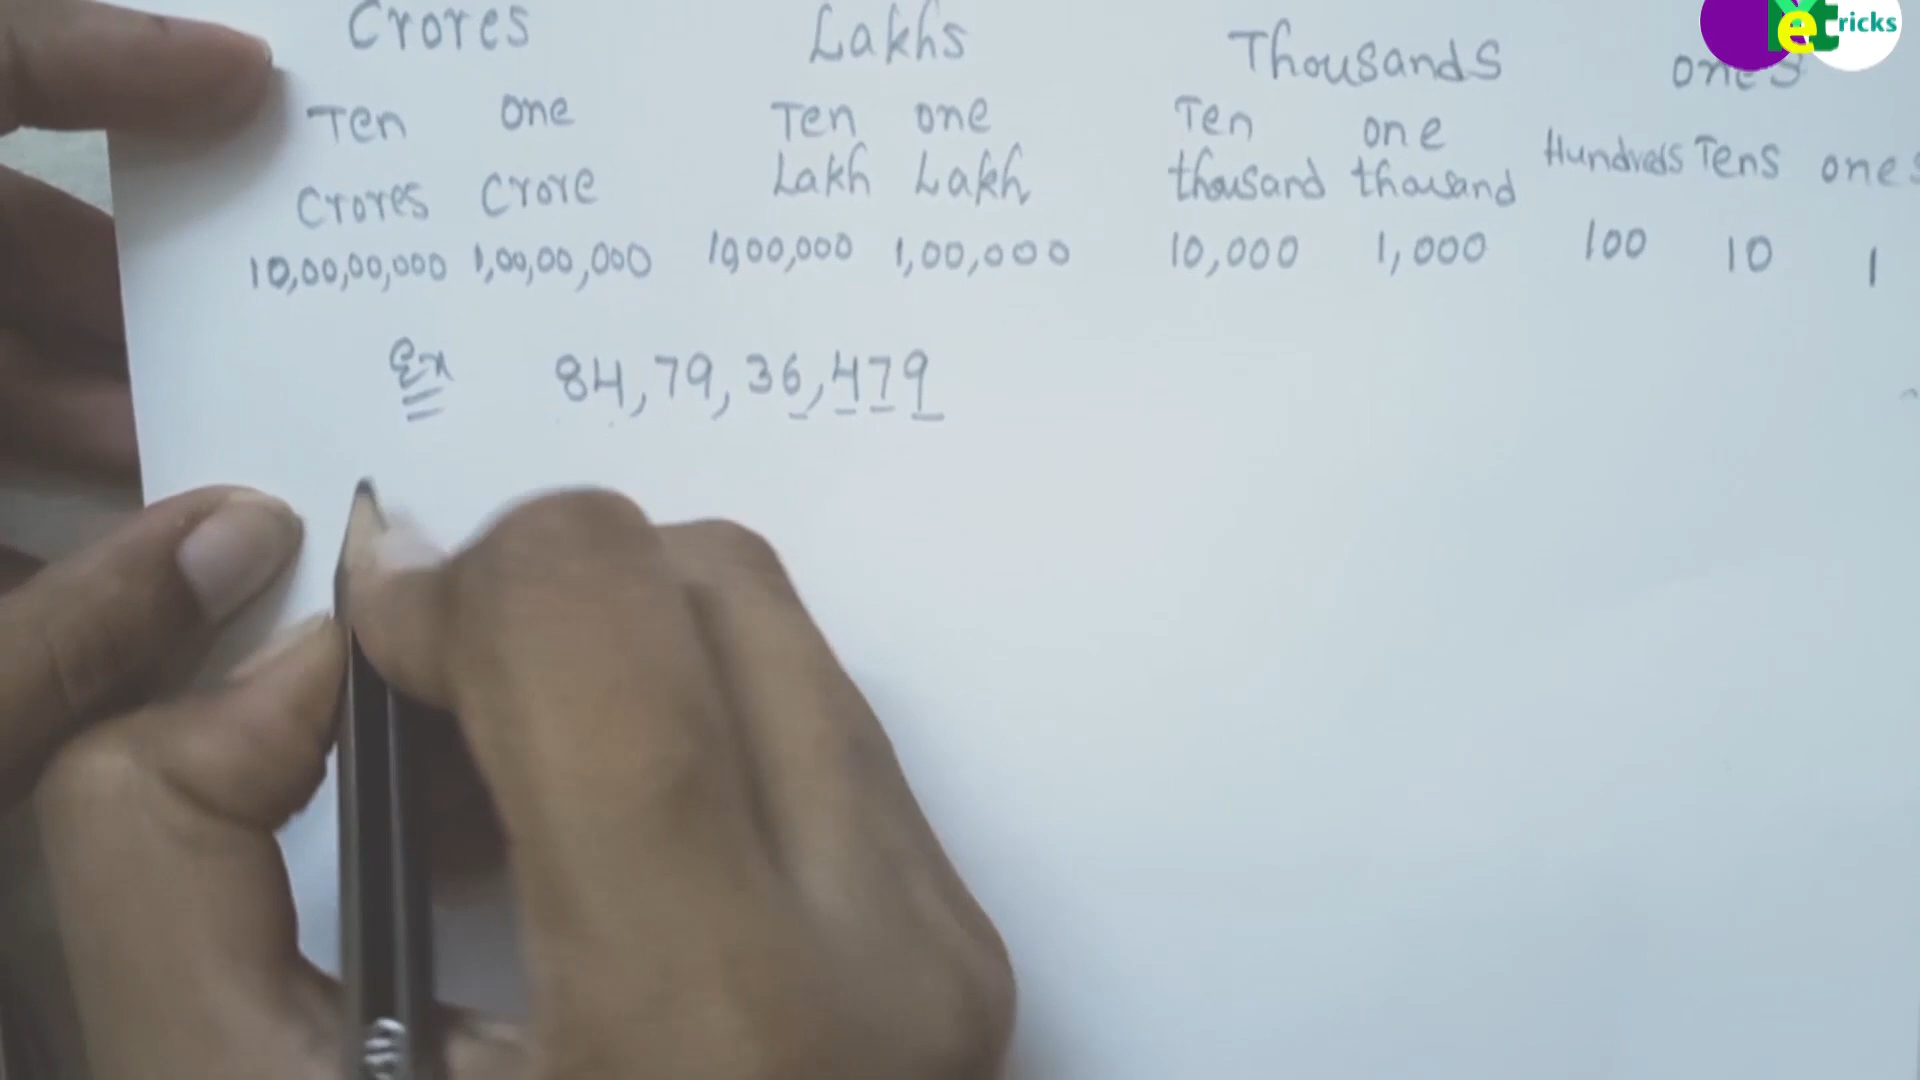 Crores Lakhs Thousands ones
Ten one Ten one Ten one Hundreds Tens ones
Crores Crore Lakh Lakh thousand thousand
10,00,00,000 1,00,00,000 10,00,000 1,00,000 10,000 1,000 100 10 1
Ex 84,79,36,479
Yetricks